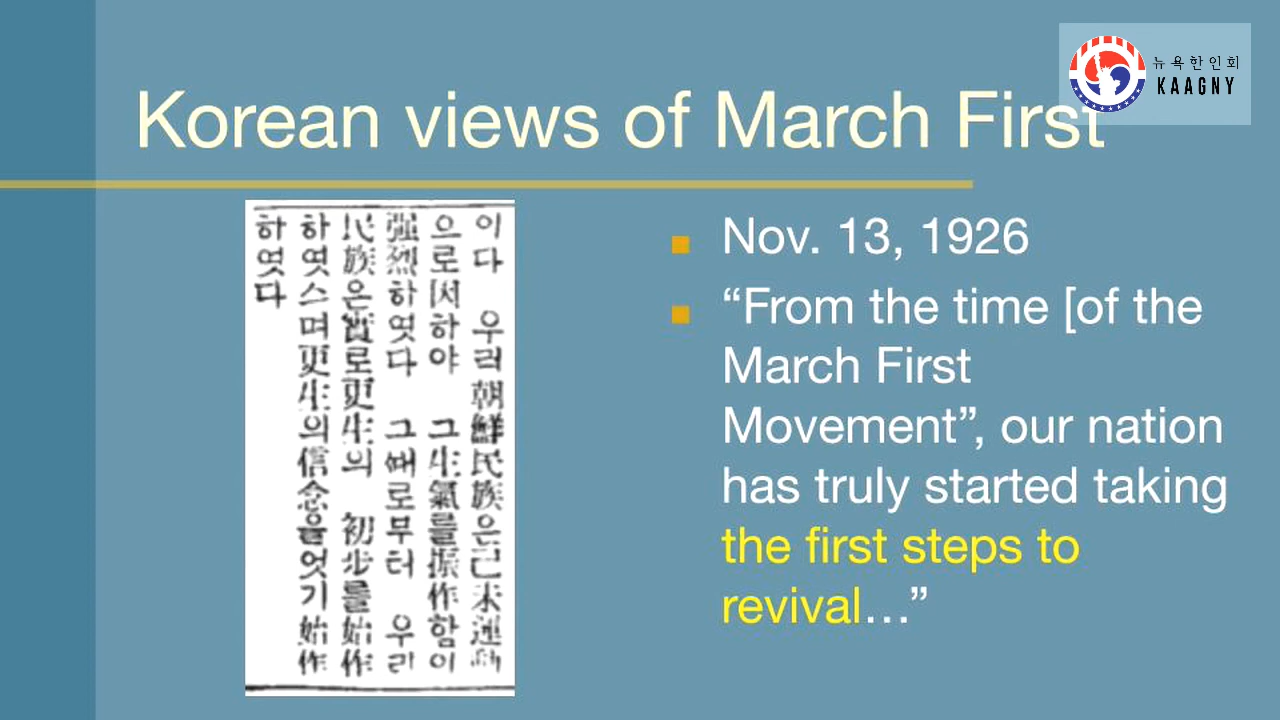 뉴욕한인회
KAAGNY
Korean views of March First
이다 우리朝鮮民族은己未運動
으로 하야 그生氣를振作함이
强烈하엿다 그때로부터 우리
民族은實로更生의 初步를始作
하엿스며更生의信念을엇기始作
하엿다
Nov. 13, 1926
“From the time [of the
March First
Movement”, our nation
has truly started taking
the first steps to
revival…”